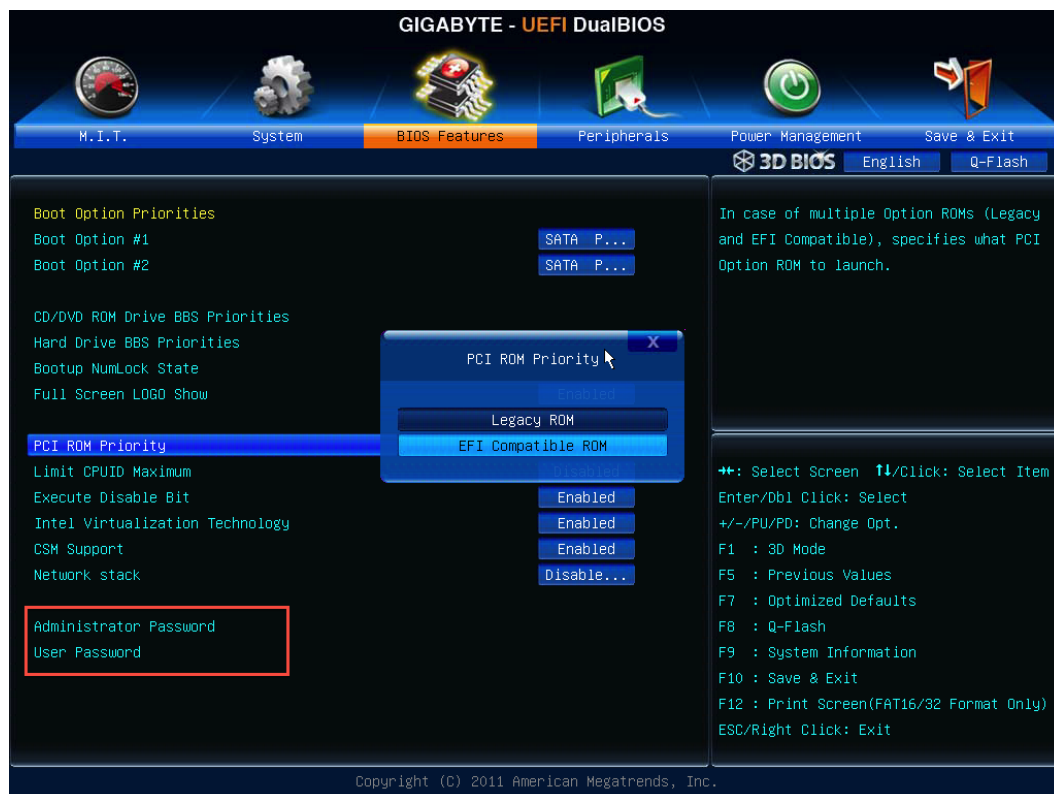 GIGABYTE - UEFI DualBIOS
M.I.T. System BIOS Features Peripherals Power Management Save & Exit
3D BIOS English Q-Flash
Boot Option Priorities
Boot Option #1 SATA P...
Boot Option #2 SATA P...
CD/DVD ROM Drive BBS Priorities
Hard Drive BBS Priorities
Bootup NumLock State
Full Screen LOGO Show Enabled
PCI ROM Priority
Limit CPUID Maximum Disabled
Execute Disable Bit Enabled
Intel Virtualization Technology Enabled
CSM Support Enabled
Network stack Disable...
Administrator Password
User Password
X
PCI ROM Priority
Legacy ROM
EFI Compatible ROM
In case of multiple Option ROMs (Legacy
and EFI Compatible), specifies what PCI
Option ROM to launch.
→←: Select Screen ↑↓/Click: Select Item
Enter/Dbl Click: Select
+/-/PU/PD: Change Opt.
F1 : 3D Mode
F5 : Previous Values
F7 : Optimized Defaults
F8 : Q-Flash
F9 : System Information
F10 : Save & Exit
F12 : Print Screen(FAT16/32 Format Only)
ESC/Right Click: Exit
Copyright (C) 2011 American Megatrends, Inc.